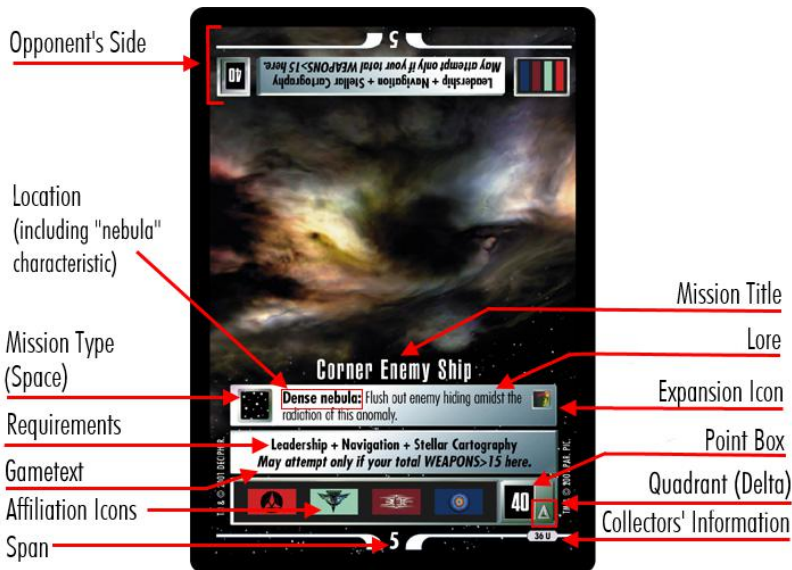 Opponent's Side
5
40
Leadership + Navigation + Stellar Cartography
May attempt only if your total WEAPONS>15 here.
Location
(including "nebula"
characteristic)
Mission Title
Lore
Mission Type
(Space)
Corner Enemy Ship
Expansion Icon
Dense nebula: Flush out enemy hiding amidst the
radiction of this anomaly.
Requirements
Leadership + Navigation + Stellar Cartography
May attempt only if your total WEAPONS>15 here.
Point Box
Gametext
Quadrant (Delta)
Affiliation Icons
40
Collectors' Information
Span
5
36 U